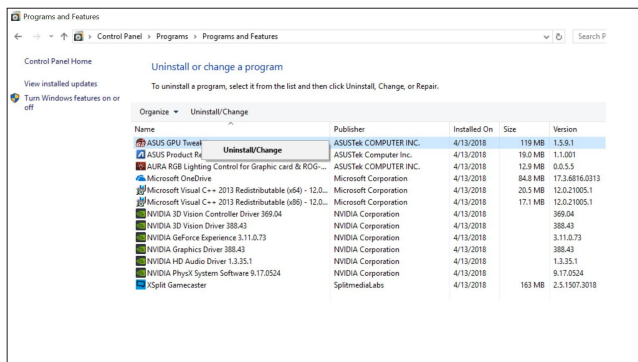 Programs and Features
Control Panel > Programs > Programs and Features
Search P
Control Panel Home
View installed updates
Turn Windows features on or off
Uninstall or change a program
To uninstall a program, select it from the list and then click Uninstall, Change, or Repair.
Organize Uninstall/Change
Name Publisher Installed On Size Version
ASUS GPU Tweak ASUSTek COMPUTER INC. 4/13/2018 119 MB 1.5.9.1
Uninstall/Change
ASUS Product Re ASUSTek Computer Inc. 4/13/2018 19.0 MB 1.1.001
AURA RGB Lighting Control for Graphic card & ROG-... ASUSTek COMPUTER INC. 4/13/2018 12.9 MB 0.0.5.5
Microsoft OneDrive Microsoft Corporation 4/13/2018 84.8 MB 17.3.6816.0313
Microsoft Visual C++ 2013 Redistributable (x64) - 12.0... Microsoft Corporation 4/13/2018 20.5 MB 12.0.21005.1
Microsoft Visual C++ 2013 Redistributable (x86) - 12.0... Microsoft Corporation 4/13/2018 17.1 MB 12.0.21005.1
NVIDIA 3D Vision Controller Driver 369.04 NVIDIA Corporation 4/13/2018 369.04
NVIDIA 3D Vision Driver 388.43 NVIDIA Corporation 4/13/2018 388.43
NVIDIA GeForce Experience 3.11.0.73 NVIDIA Corporation 4/13/2018 3.11.0.73
NVIDIA Graphics Driver 388.43 NVIDIA Corporation 4/13/2018 388.43
NVIDIA HD Audio Driver 1.3.35.1 NVIDIA Corporation 4/13/2018 1.3.35.1
NVIDIA PhysX System Software 9.17.0524 NVIDIA Corporation 4/13/2018 9.17.0524
XSplit Gamecaster SplitmediaLabs 4/13/2018 163 MB 2.5.1507.3018